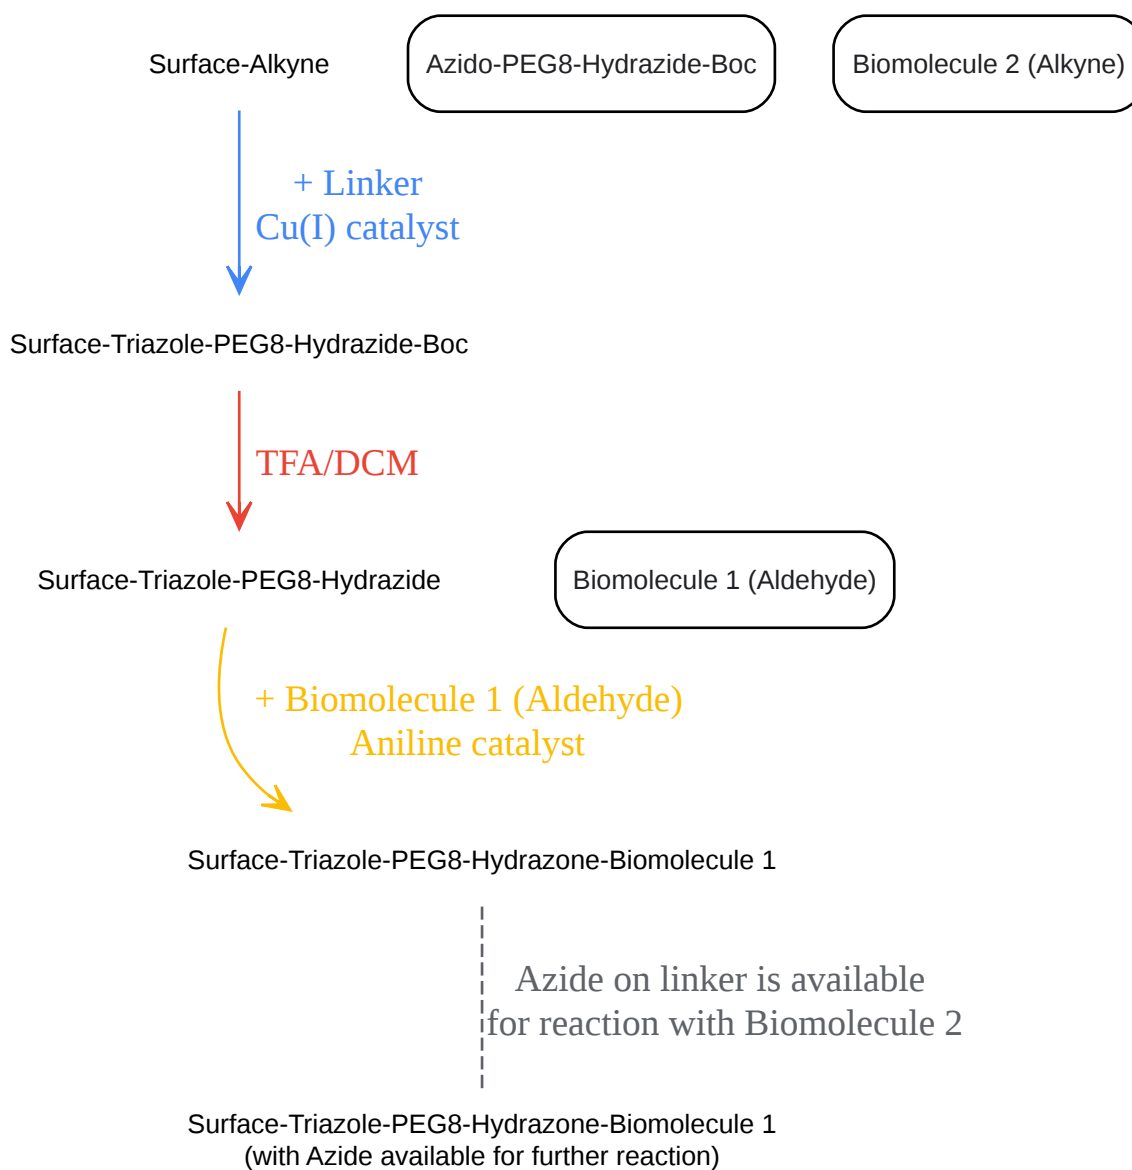 Surface-Alkyne
Azido-PEG8-Hydrazide-Boc
Biomolecule 2 (Alkyne)
+ Linker
Cu(I) catalyst
Surface-Triazole-PEG8-Hydrazide-Boc
TFA/DCM
Surface-Triazole-PEG8-Hydrazide
Biomolecule 1 (Aldehyde)
+ Biomolecule 1 (Aldehyde)
Aniline catalyst
Surface-Triazole-PEG8-Hydrazone-Biomolecule 1
Azide on linker is available
for reaction with Biomolecule 2
Surface-Triazole-PEG8-Hydrazone-Biomolecule 1
(with Azide available for further reaction)